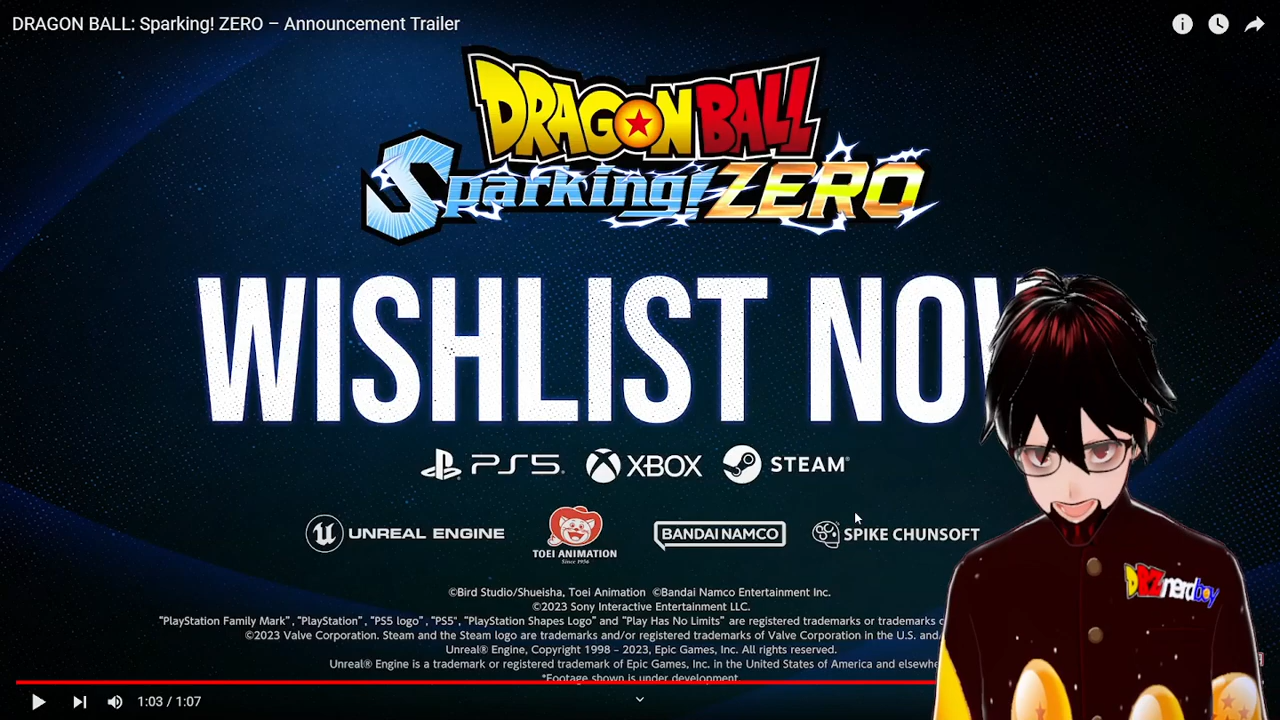 DRAGON BALL: Sparking! ZERO – Announcement Trailer
DRAGON BALL
Sparking! ZERO
WISHLIST NOW
PS5 XBOX STEAM®
UNREAL ENGINE TOEI ANIMATION Since 1956 BANDAI NAMCO SPIKE CHUNSOFT
©Bird Studio/Shueisha, Toei Animation ©Bandai Namco Entertainment Inc.
©2023 Sony Interactive Entertainment LLC.
"PlayStation Family Mark", "PlayStation", "PS5 logo", "PS5", "PlayStation Shapes Logo" and "Play Has No Limits" are registered trademarks or trademarks
©2023 Valve Corporation. Steam and the Steam logo are trademarks and/or registered trademarks of Valve Corporation in the U.S.
Unreal® Engine, Copyright 1998 – 2023, Epic Games, Inc. All rights reserved.
Unreal® Engine is a trademark or registered trademark of Epic Games, Inc. in the United States of America and
*Footage shown is under development.
DBZnerdboy
1:03 / 1:07